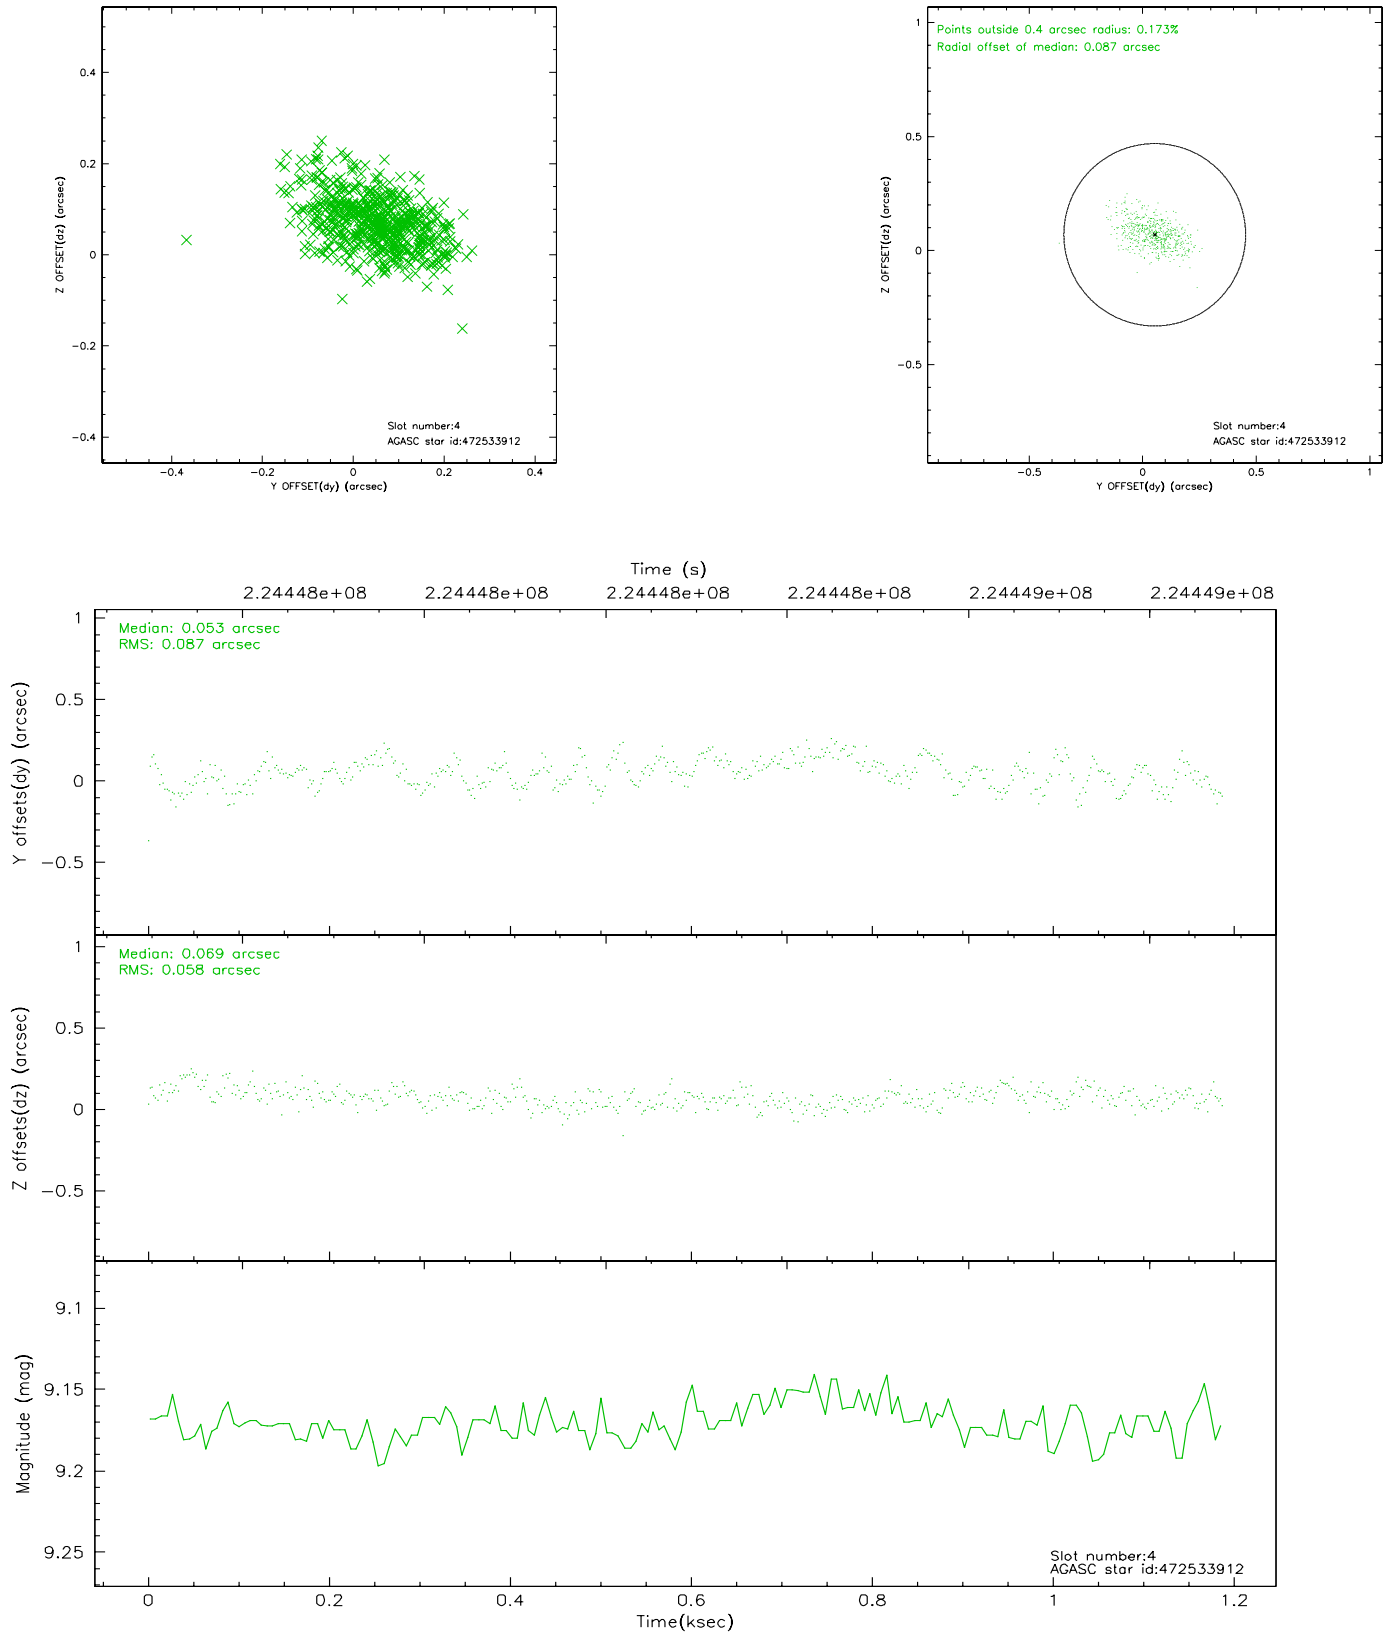 0.4
0.2
0
-0.2
-0.4
Z OFFSET(dz) (arcsec)
Slot number:4
AGASC star id:472533912
-0.4 -0.2 0 0.2 0.4
Y OFFSET(dy) (arcsec)
Points outside 0.4 arcsec radius: 0.173%
Radial offset of median: 0.087 arcsec
1
0.5
0
-0.5
Z OFFSET(dz) (arcsec)
Slot number:4
AGASC star id:472533912
-0.5 0 0.5 1
Y OFFSET(dy) (arcsec)
Time (s)
2.24448e+08 2.24448e+08 2.24448e+08 2.24448e+08 2.24449e+08 2.24449e+08
Median: 0.053 arcsec
RMS: 0.087 arcsec
1
0.5
0
-0.5
Y offsets(dy) (arcsec)
Median: 0.069 arcsec
RMS: 0.058 arcsec
1
0.5
0
-0.5
Z offsets(dz) (arcsec)
9.1
9.15
9.2
9.25
Magnitude (mag)
Slot number:4
AGASC star id:472533912
0 0.2 0.4 0.6 0.8 1 1.2
Time(ksec)